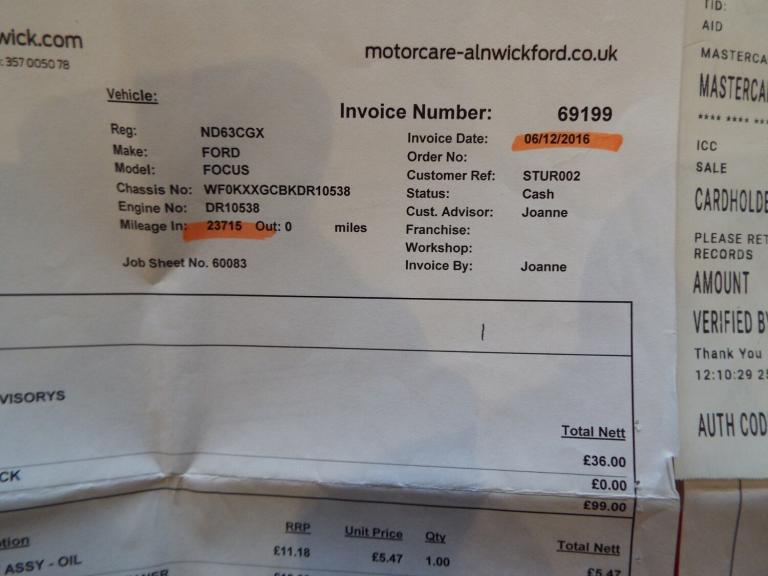 wick.com
: 357 0050 78
motorcare-alnwickford.co.uk
Vehicle:
Reg: ND63CGX
Make: FORD
Model: FOCUS
Chassis No: WF0KXXGCBKDR10538
Engine No: DR10538
Mileage In: 23715 Out: 0 miles
Job Sheet No. 60083
Invoice Number: 69199
Invoice Date: 06/12/2016
Order No:
Customer Ref: STUR002
Status: Cash
Cust. Advisor: Joanne
Franchise:
Workshop:
Invoice By: Joanne
VISORYS
Total Nett
£36.00
CK £0.00
£99.00
ption RRP Unit Price Qty Total Nett
ASSY - OIL £11.18 £5.47 1.00 £5.47
TID:
AID
MASTERCA
MASTERCA
**** **** **
ICC
SALE
CARDHOLDE
PLEASE RET
RECORDS
AMOUNT
VERIFIED BY
Thank You
12:10:29 2
AUTH COD